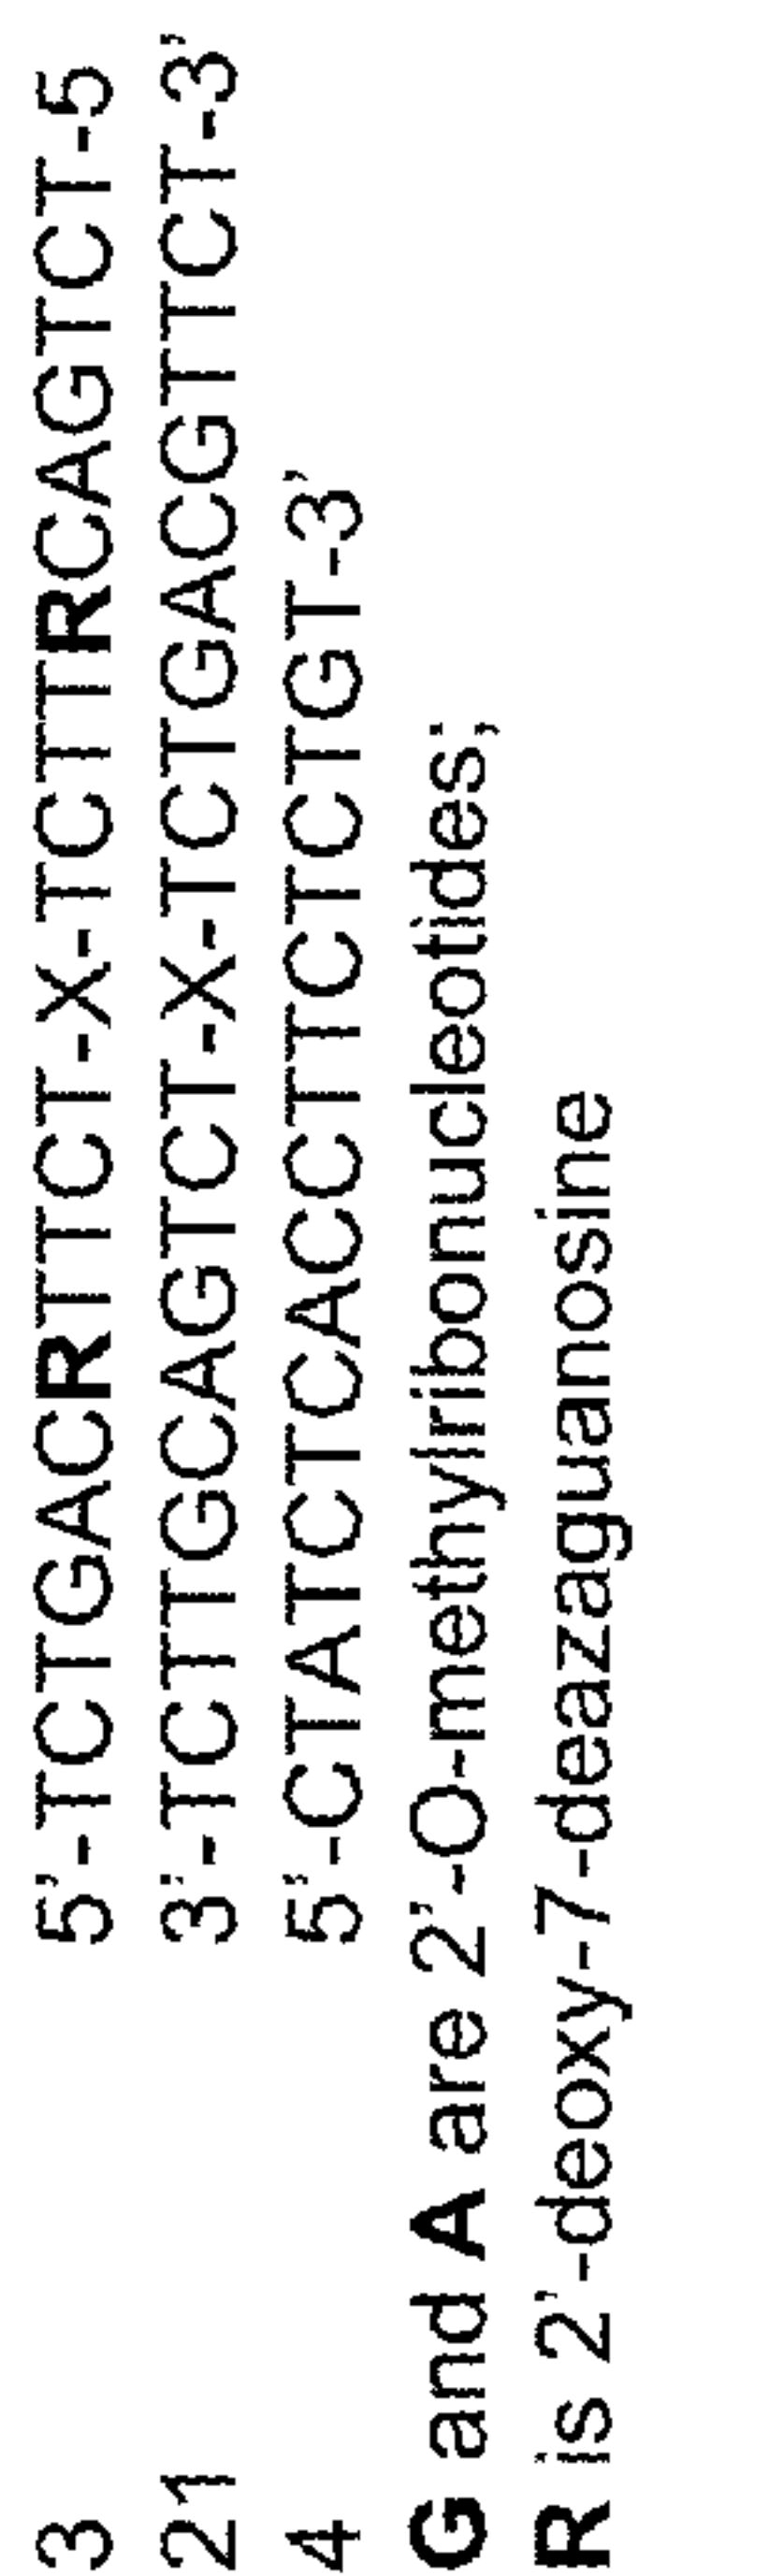 3 5'-TCTGACRTTCT-X-TCTTRCAGTCT-5
21 3'-TCTTGCAGTCT-X-TCTGACGTTCT-3'
4 5'-CTATCTCACCTTCTCTGT-3'
G and A are 2'-O-methylribonucleotides;
R is 2'-deoxy-7-deazaguanosine